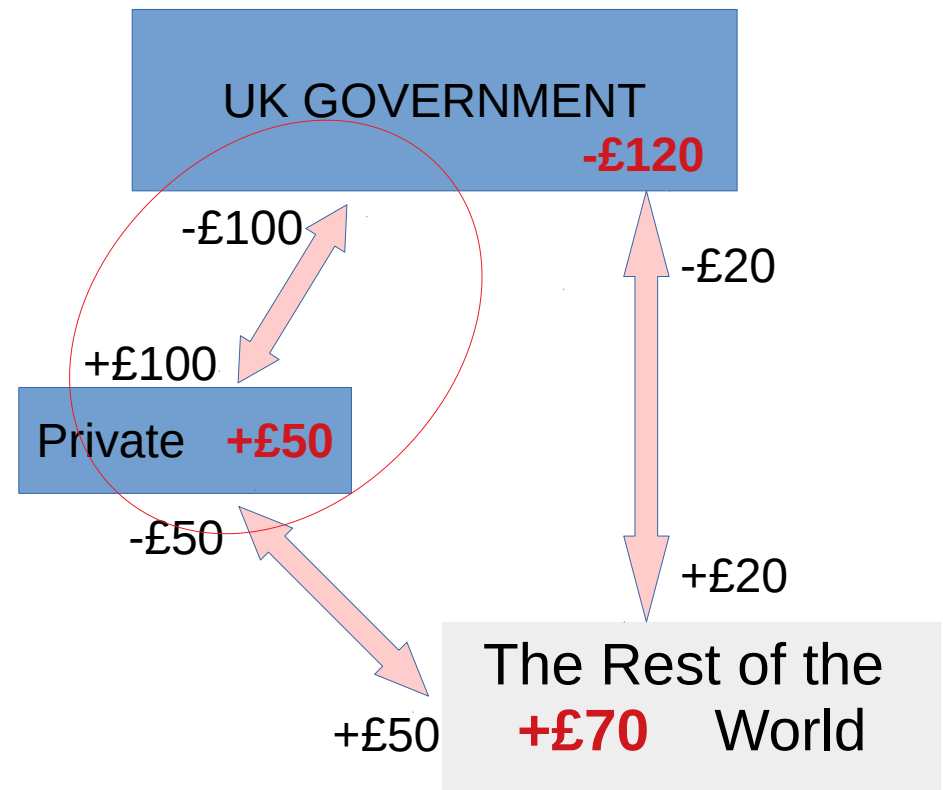 UK GOVERNMENT
-£120
-£100
-£20
+£100
Private +£50
-£50
+£20
The Rest of the
+£70 World
+£50